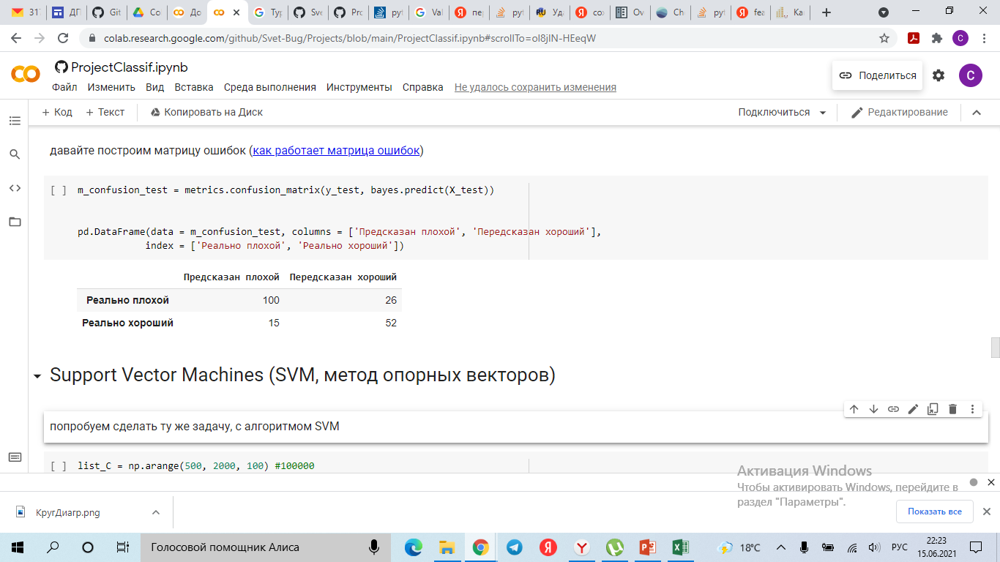 31
ДГ
Git
Co
До
co
Typ
Sve
Pro
pyt
Val
пе
pyt
Уд
сох
Ov
Ch
pyt
fea
Ка
colab.research.google.com/github/Svet-Bug/Projects/blob/main/ProjectClassif.ipynb#scrollTo=ol8jlN-HEeqW
С
ProjectClassif.ipynb
Поделиться
С
Файл Изменить Вид Вставка Среда выполнения Инструменты Справка Не удалось сохранить изменения
+ Код + Текст Копировать на Диск Подключиться Редактирование
давайте построим матрицу ошибок (как работает матрица ошибок)
[ ] m_confusion_test = metrics.confusion_matrix(y_test, bayes.predict(X_test))
pd.DataFrame(data = m_confusion_test, columns = ['Предсказан плохой', 'Передсказан хороший'],
index = ['Реально плохой', 'Реально хороший'])
Предсказан плохой Передсказан хороший
Реально плохой 100 26
Реально хороший 15 52
Support Vector Machines (SVM, метод опорных векторов)
попробуем сделать ту же задачу, с алгоритмом SVM
[ ] list_C = np.arange(500, 2000, 100) #100000
Активация Windows
Чтобы активировать Windows, перейдите в
раздел "Параметры".
КругДиагр.png
Показать все
Голосовой помощник Алиса
18°C
РУС
22:23
15.06.2021